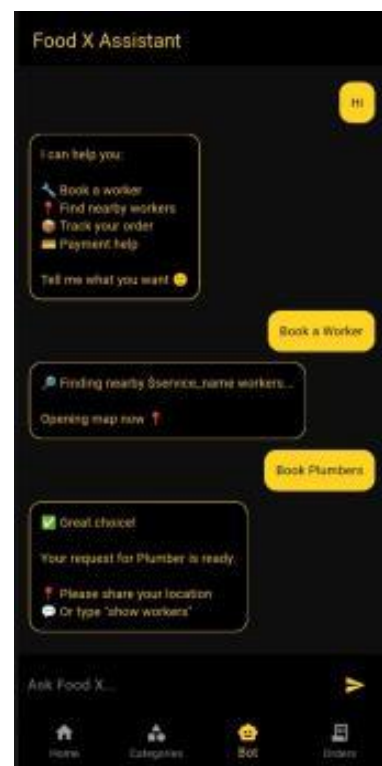 Food X Assistant
Hi
I can help you:
🔧 Book a worker
📍 Find nearby workers
📦 Track your order
💳 Payment help
Tell me what you want 🙂
Book a Worker
🔎 Finding nearby $service_name workers...
Opening map now 📍
Book Plumbers
✅ Great choice!
Your request for Plumber is ready.
📍 Please share your location
💬 Or type "show workers"
Ask Food X...
Home
Categories
Bot
Orders